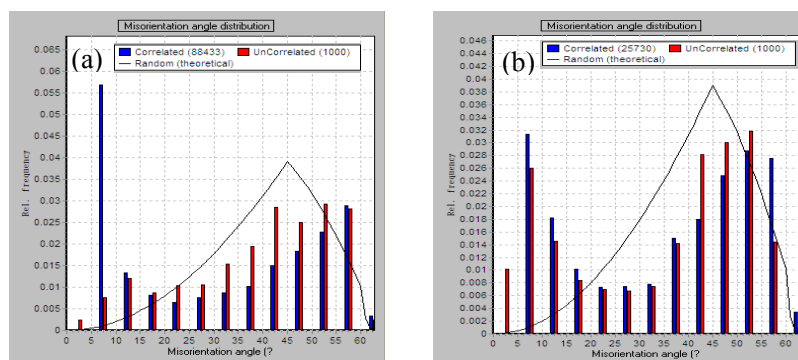 Misorientation angle distribution
(a)
Correlated (88433) UnCorrelated (1000)
Random (theoretical)
0.065
0.06
0.055
0.05
0.045
0.04
0.035
0.03
0.025
0.02
0.015
0.01
0.005
0
Rel. frequency
0 5 10 15 20 25 30 35 40 45 50 55 60
Misorientation angle [?
Misorientation angle distribution
(b)
Correlated (25730) UnCorrelated (1000)
Random (theoretical)
0.046
0.044
0.042
0.04
0.038
0.036
0.034
0.032
0.03
0.028
0.026
0.024
0.022
0.02
0.018
0.016
0.014
0.012
0.01
0.008
0.006
0.004
0.002
0
Rel. frequency
0 5 10 15 20 25 30 35 40 45 50 55 60
Misorientation angle [?